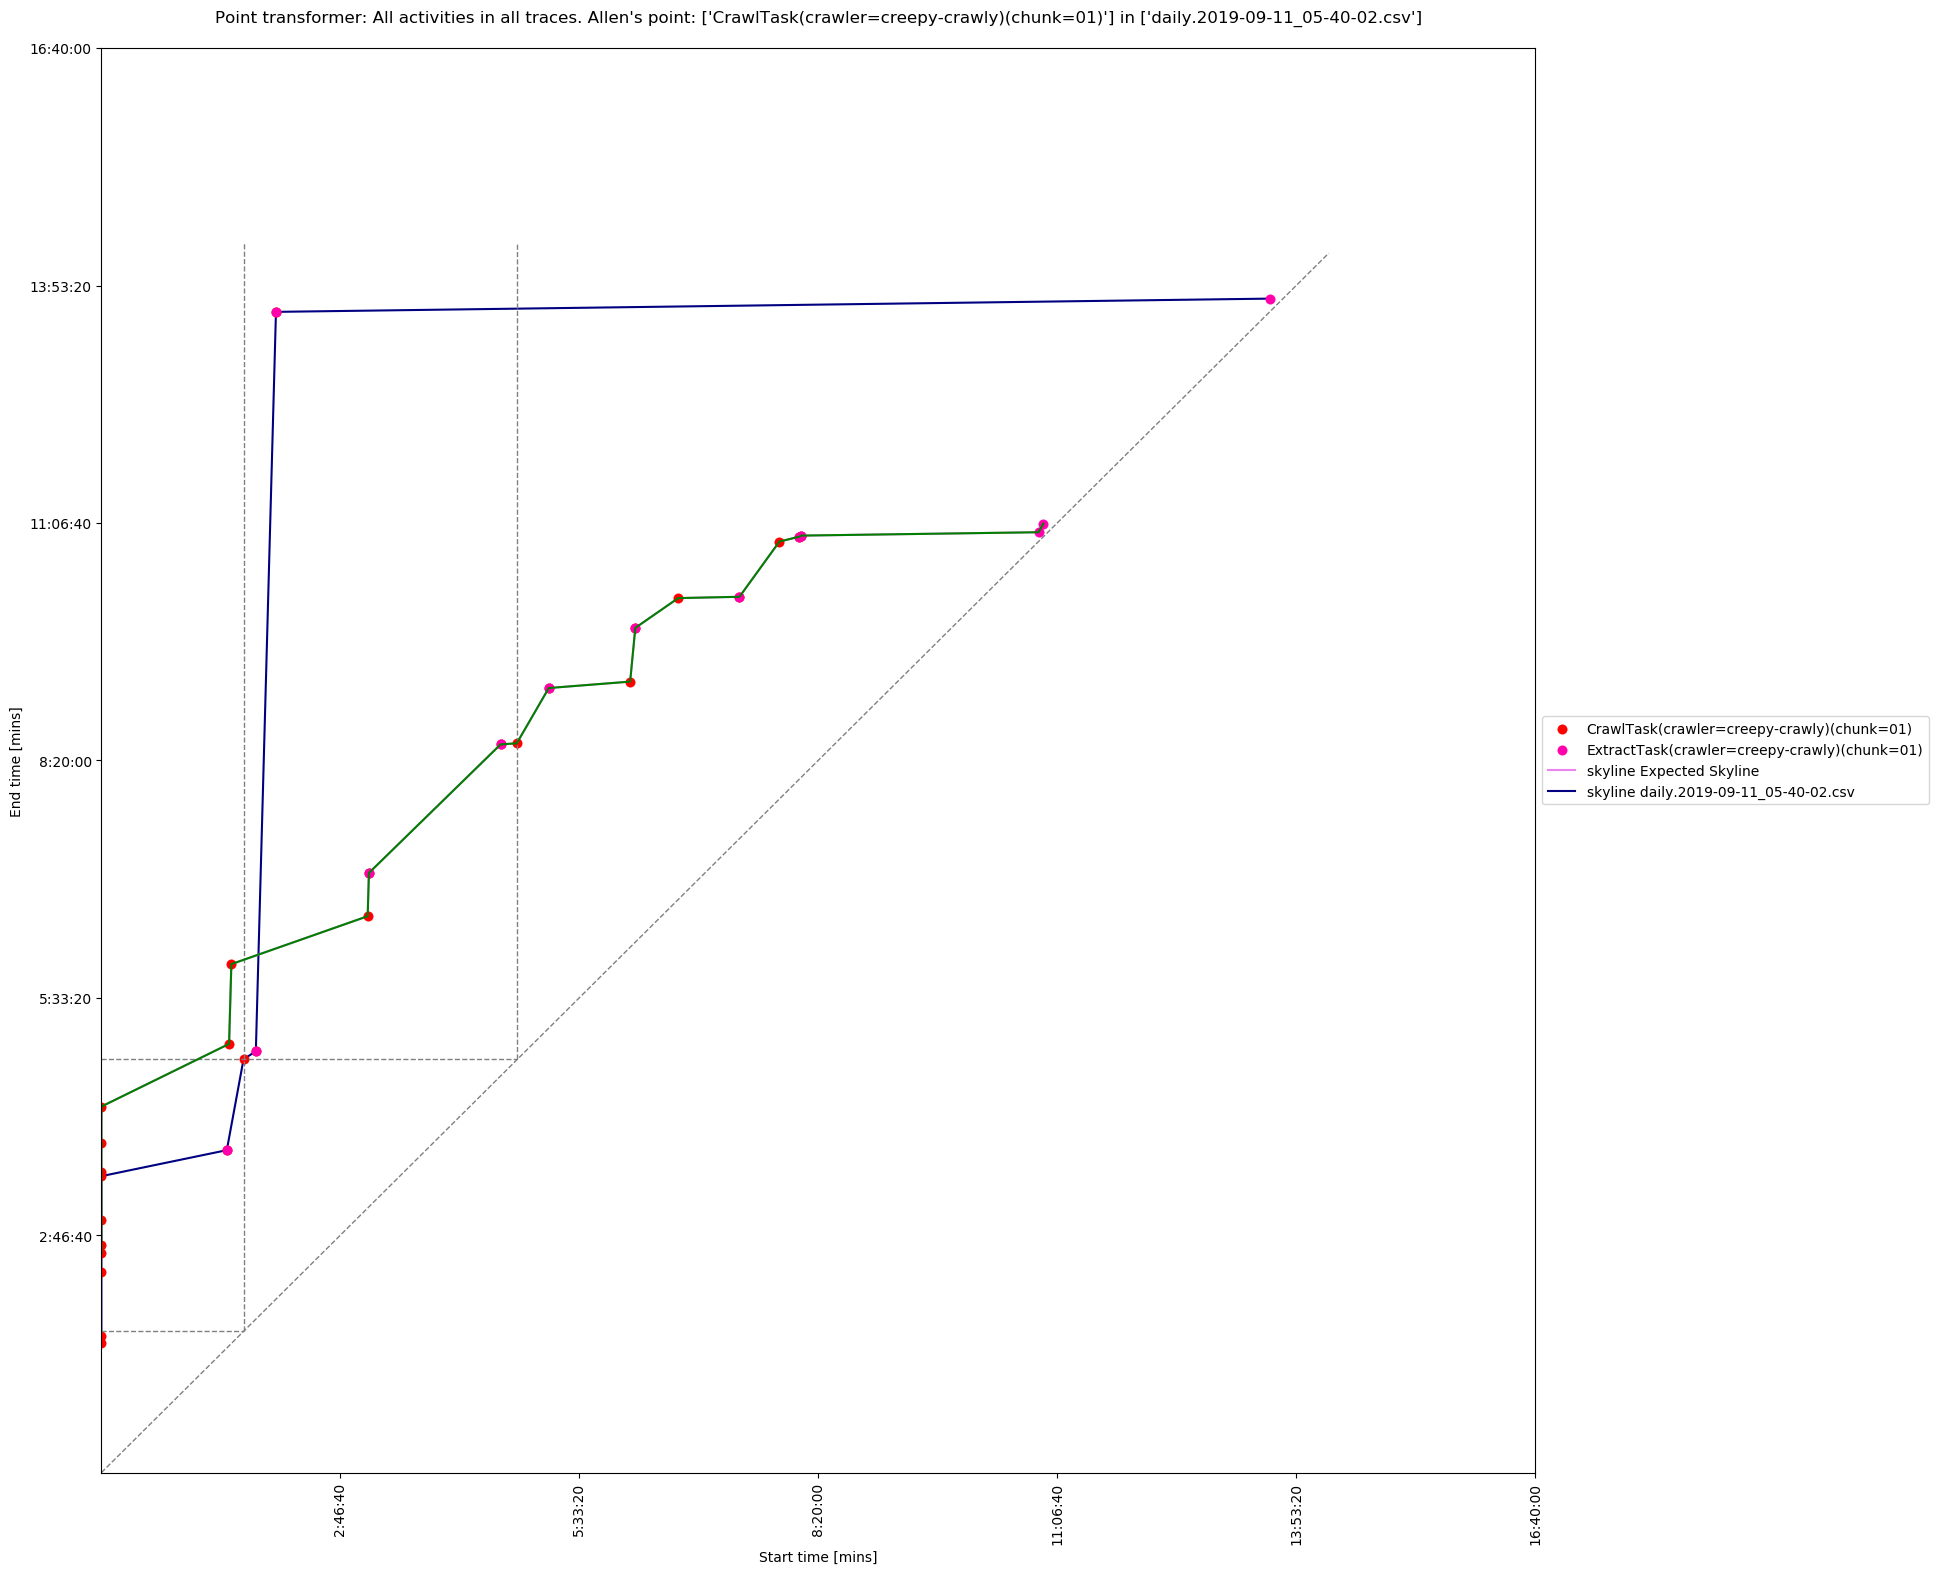 Point transformer: All activities in all traces. Allen's point: ['CrawlTask(crawler=creepy-crawly)(chunk=01)'] in ['daily.2019-09-11_05-40-02.csv']
16:40:00
13:53:20
11:06:40
8:20:00
5:33:20
2:46:40
End time [mins]
CrawlTask(crawler=creepy-crawly)(chunk=01)
ExtractTask(crawler=creepy-crawly)(chunk=01)
skyline Expected Skyline
skyline daily.2019-09-11_05-40-02.csv
2:46:40
5:33:20
8:20:00
11:06:40
13:53:20
16:40:00
Start time [mins]